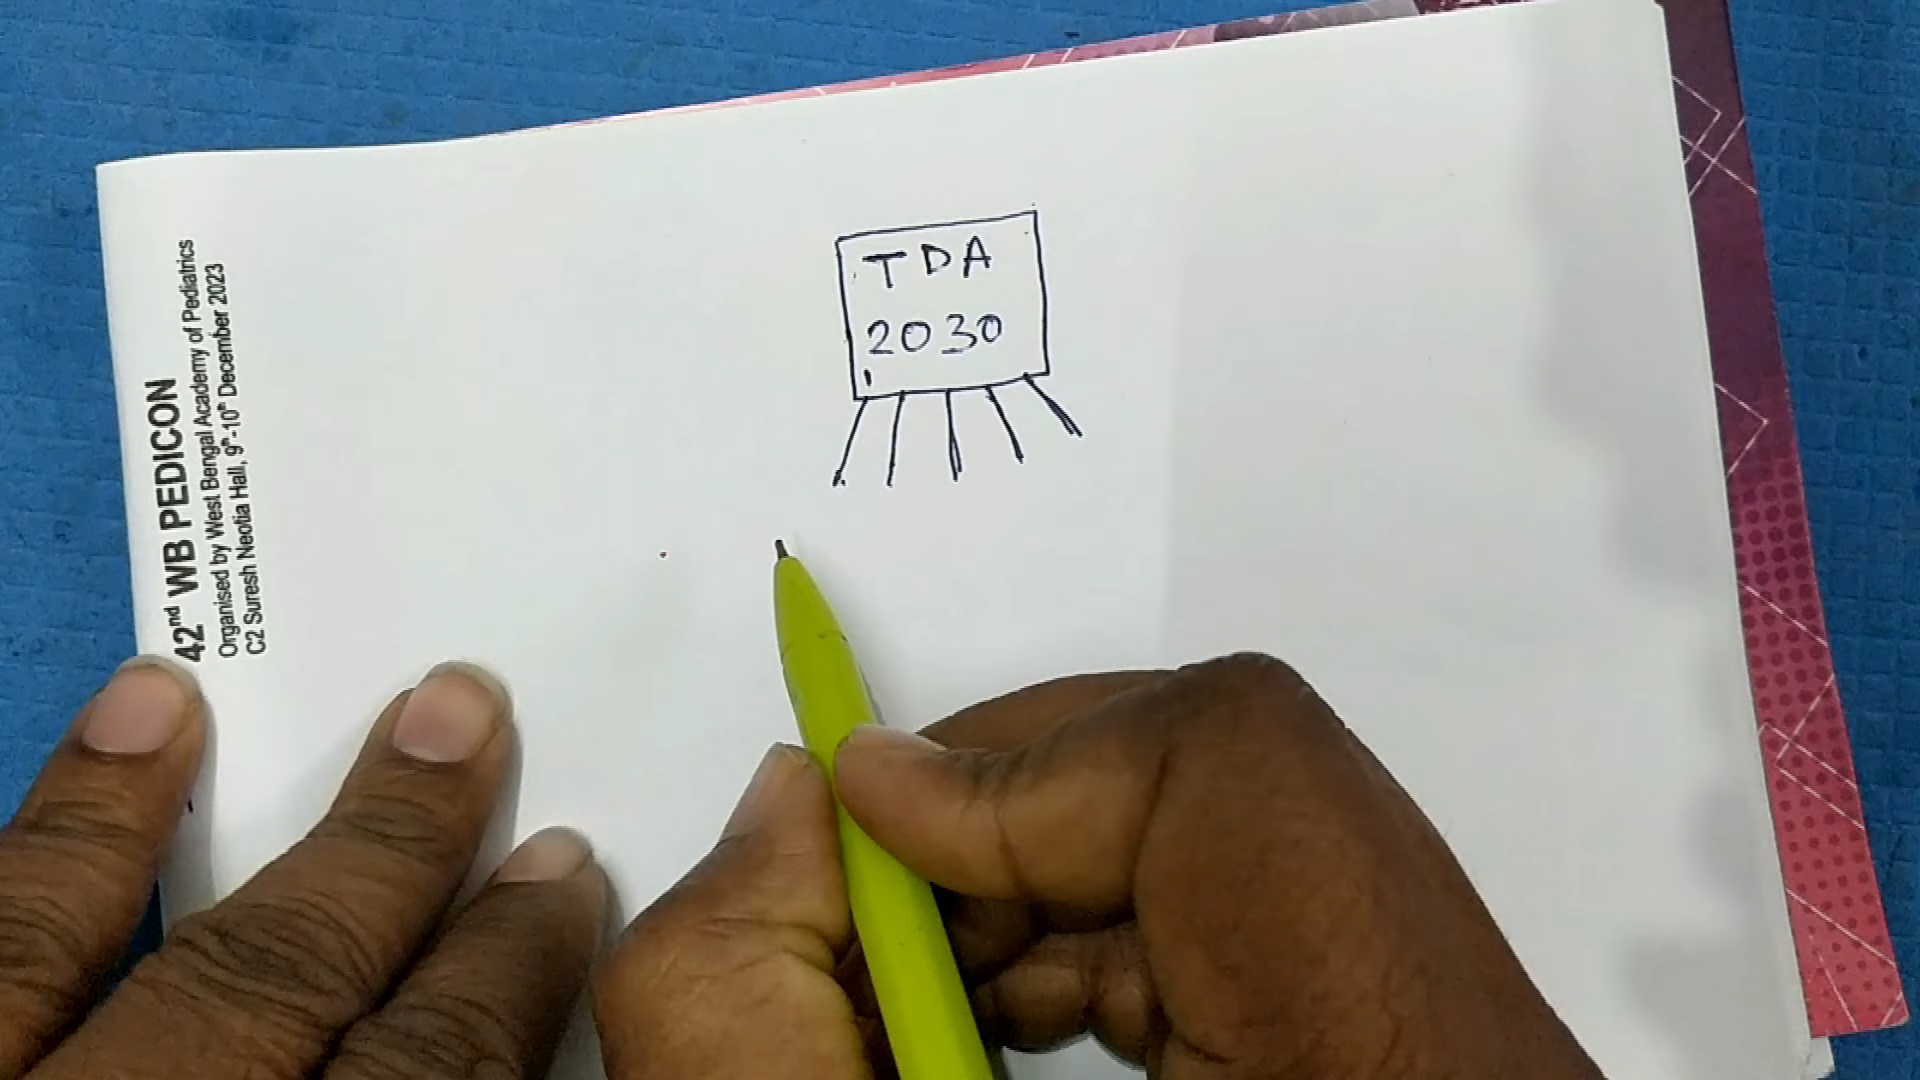 TDA
2030
42nd WB PEDICON
Organised by West Bengal Academy of Pediatrics
C2 Suresh Neotia Hall, 9th-10th December 2023